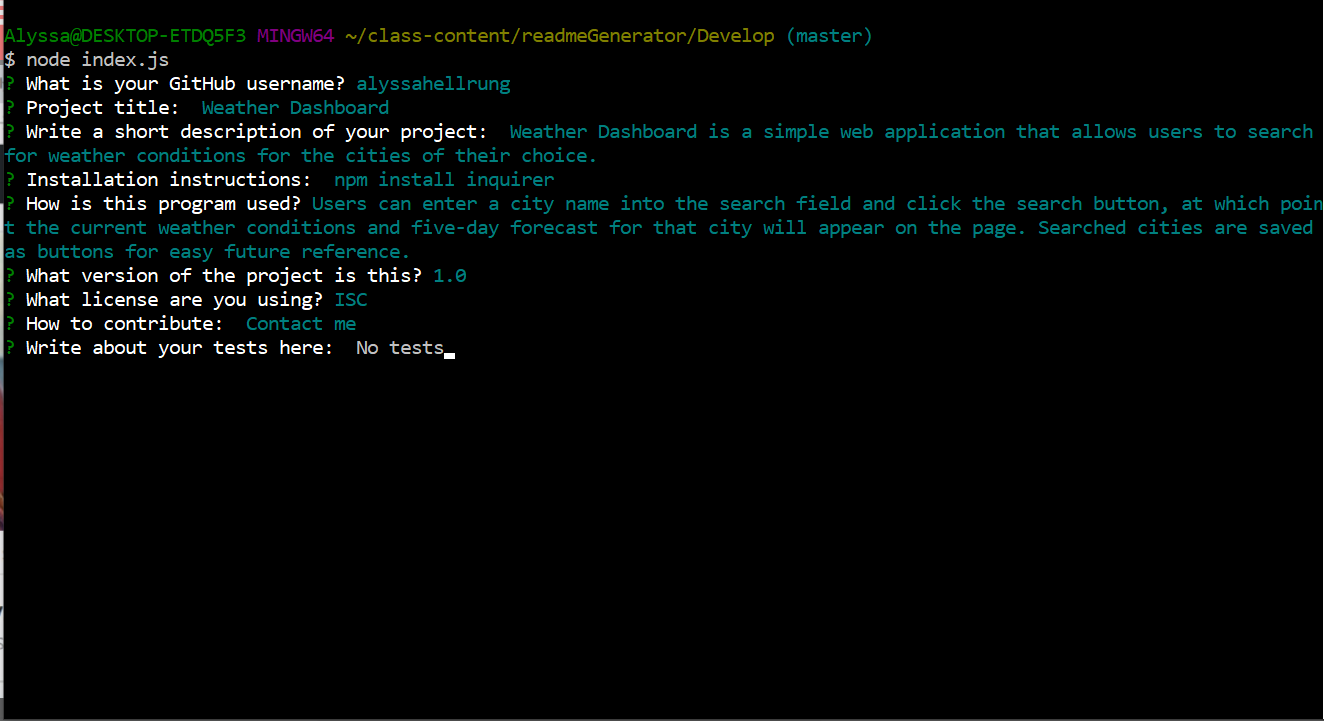 Alyssa@DESKTOP-ETDQ5F3 MINGW64 ~/class-content/readmeGenerator/Develop (master)
$ node index.js
? What is your GitHub username? alyssahellrung
? Project title:  Weather Dashboard
? Write a short description of your project:  Weather Dashboard is a simple web application that allows users to search
for weather conditions for the cities of their choice.
? Installation instructions:  npm install inquirer
? How is this program used? Users can enter a city name into the search field and click the search button, at which poin
t the current weather conditions and five-day forecast for that city will appear on the page. Searched cities are saved
as buttons for easy future reference.
? What version of the project is this? 1.0
? What license are you using? ISC
? How to contribute:  Contact me
? Write about your tests here:  No tests